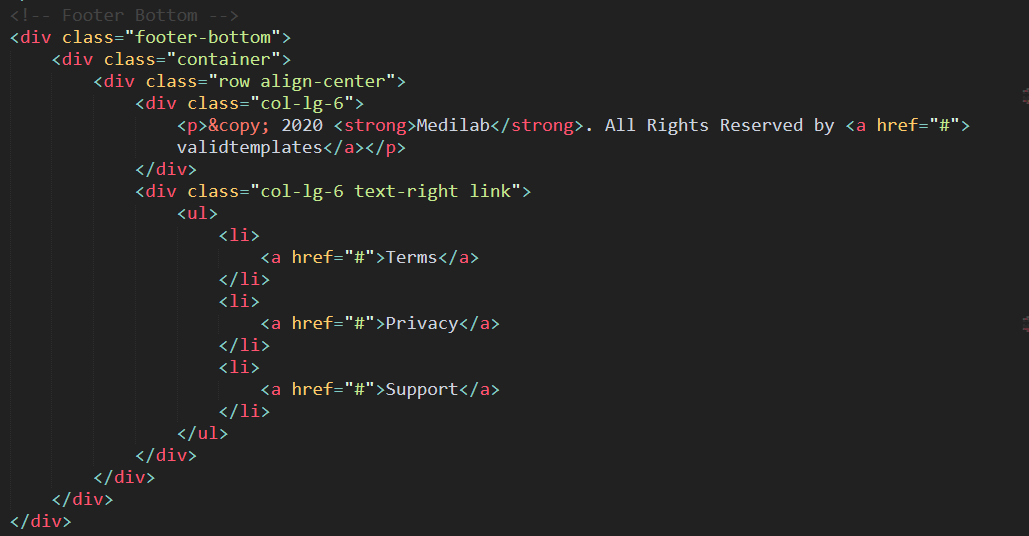 <!-- Footer Bottom -->
<div class="footer-bottom">
    <div class="container">
        <div class="row align-center">
            <div class="col-lg-6">
                <p>&copy; 2020 <strong>Medilab</strong>. All Rights Reserved by <a href="#">
                validtemplates</a></p>
            </div>
            <div class="col-lg-6 text-right link">
                <ul>
                    <li>
                        <a href="#">Terms</a>
                    </li>
                    <li>
                        <a href="#">Privacy</a>
                    </li>
                    <li>
                        <a href="#">Support</a>
                    </li>
                </ul>
            </div>
        </div>
    </div>
</div>